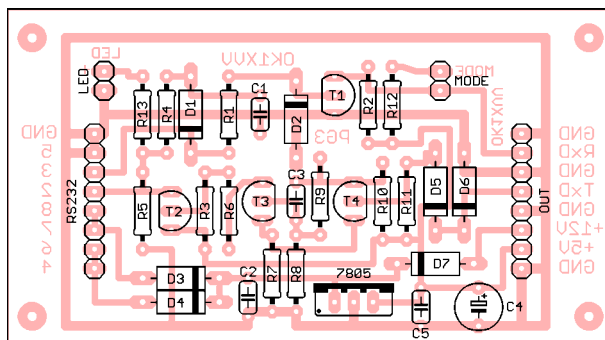 LED
OK1XVV
MODE
LED
MODE
R13
R4
D1
R1
C1
D2
T1
R2
R12
PG3
OK1XVV
GND
5
3
2
8
7
6
4
RS232
R5
T2
R3
R6
T3
C3
R9
T4
R10
R11
D5
D6
OUT
GND
RxD
GND
TxD
GND
+12V
+5V
GND
D3
D4
C2
R7
R8
7805
D7
C5
C4
+